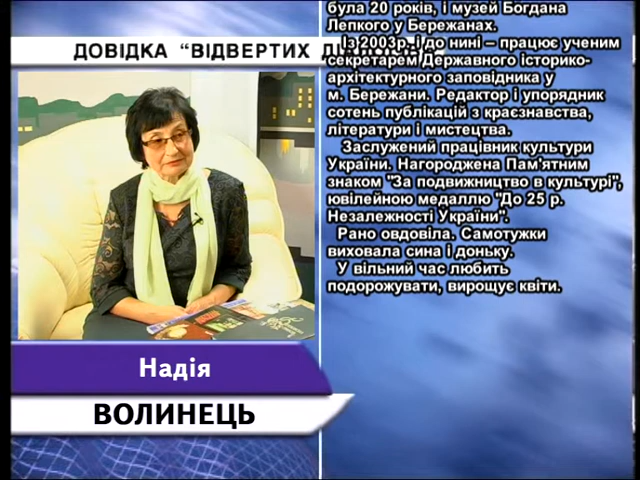 ДОВІДКА "ВІДВЕРТИХ
була 20 років, і музей Богдана
Лепкого у Бережанах.
Із 2003р. і до нині – працює ученим
секретарем Державного історико-
архітектурного заповідника у
м. Бережани. Редактор і упорядник
сотень публікацій з краєзнавства,
літератури і мистецтва.
Заслужений працівник культури
України. Нагороджена Пам'ятним
знаком "За подвижництво в культурі",
ювілейною медаллю "До 25 р.
Незалежності України".
Рано овдовіла. Самотужки
виховала сина і доньку.
У вільний час любить
подорожувати, вирощує квіти.
Надія
ВОЛИНЕЦЬ